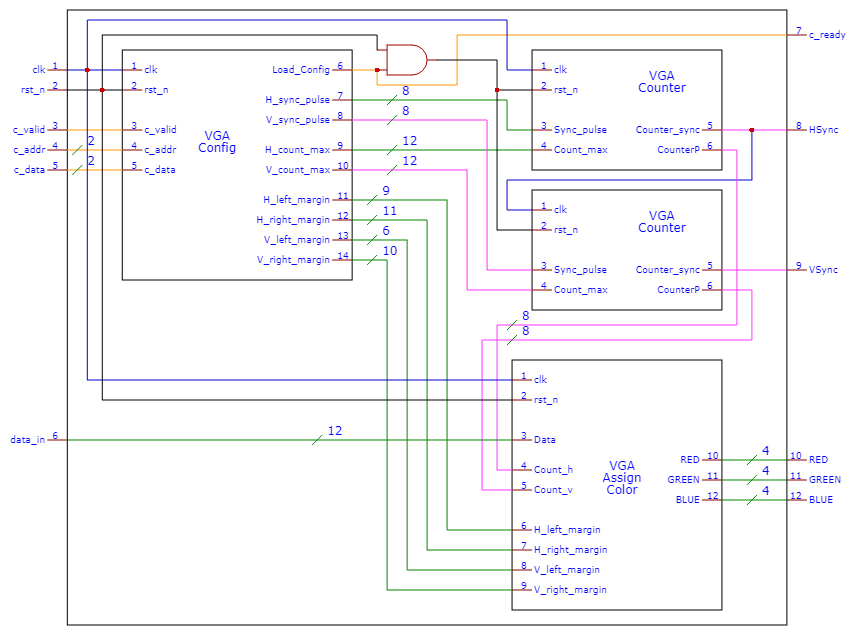 7 c_ready
clk 1
1 clk
Load_Config 6
1 clk
VGA
Counter
rst_n 2
2 rst_n
2 rst_n
H_sync_pulse 7
8
V_sync_pulse 8
8
c_valid 3
3 c_valid
VGA
Config
3 Sync_pulse
Counter_sync 5
8 HSync
c_addr 4
2
4 c_addr
H_count_max 9
12
4 Count_max
CounterP 6
c_data 5
2
5 c_data
V_count_max 10
12
H_left_margin 11
9
1 clk
VGA
Counter
H_right_margin 12
11
2 rst_n
V_left_margin 13
6
V_right_margin 14
10
3 Sync_pulse
Counter_sync 5
9 VSync
4 Count_max
CounterP 6
8
8
1 clk
2 rst_n
data_in 6
12
3 Data
VGA
Assign
Color
RED 10
4
10 RED
4 Count_h
GREEN 11
4
11 GREEN
5 Count_v
BLUE 12
4
12 BLUE
6 H_left_margin
7 H_right_margin
8 V_left_margin
9 V_right_margin